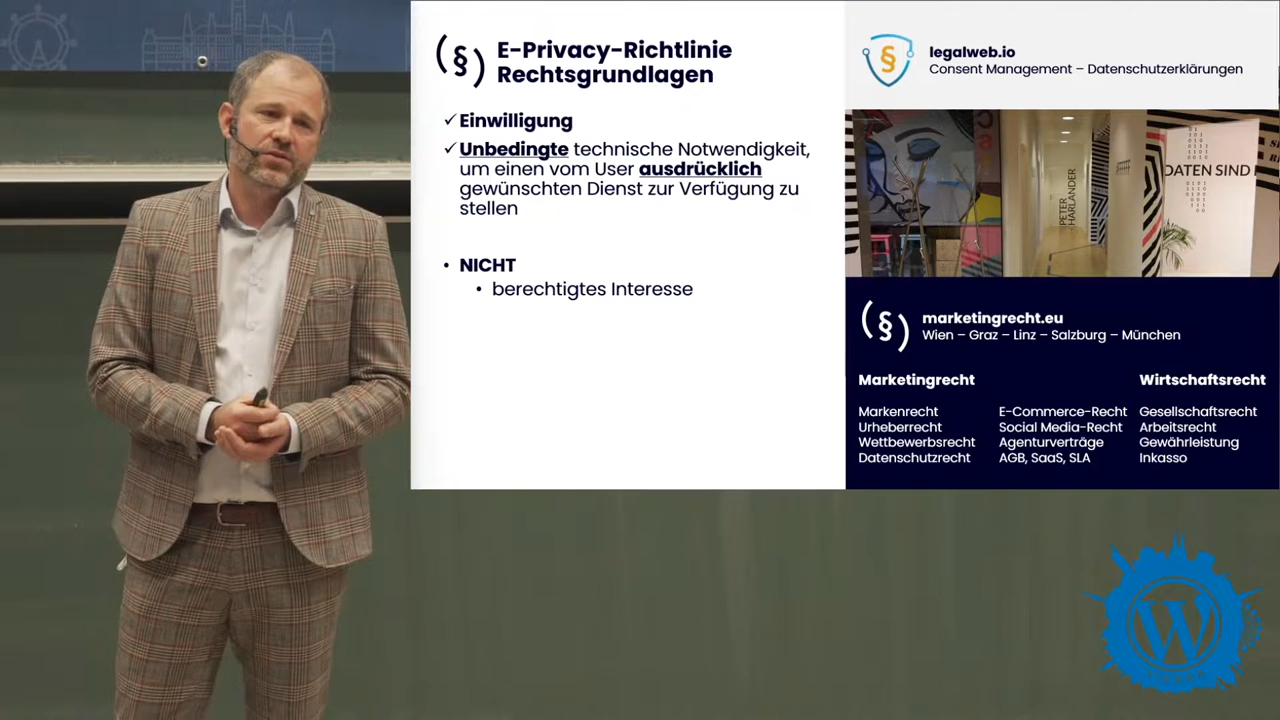 E-Privacy-Richtlinie
Rechtsgrundlagen
✓ Einwilligung
✓ Unbedingte technische Notwendigkeit,
um einen vom User ausdrücklich
gewünschten Dienst zur Verfügung zu
stellen
• NICHT
• berechtigtes Interesse
legalweb.io
Consent Management – Datenschutzerklärungen
PETER
HARLANDER
DATEN SIND
marketingrecht.eu
Wien – Graz – Linz – Salzburg – München
Marketingrecht
Markenrecht
Urheberrecht
Wettbewerbsrecht
Datenschutzrecht
E-Commerce-Recht
Social Media-Recht
Agenturverträge
AGB, SaaS, SLA
Wirtschaftsrecht
Gesellschaftsrecht
Arbeitsrecht
Gewährleistung
Inkasso